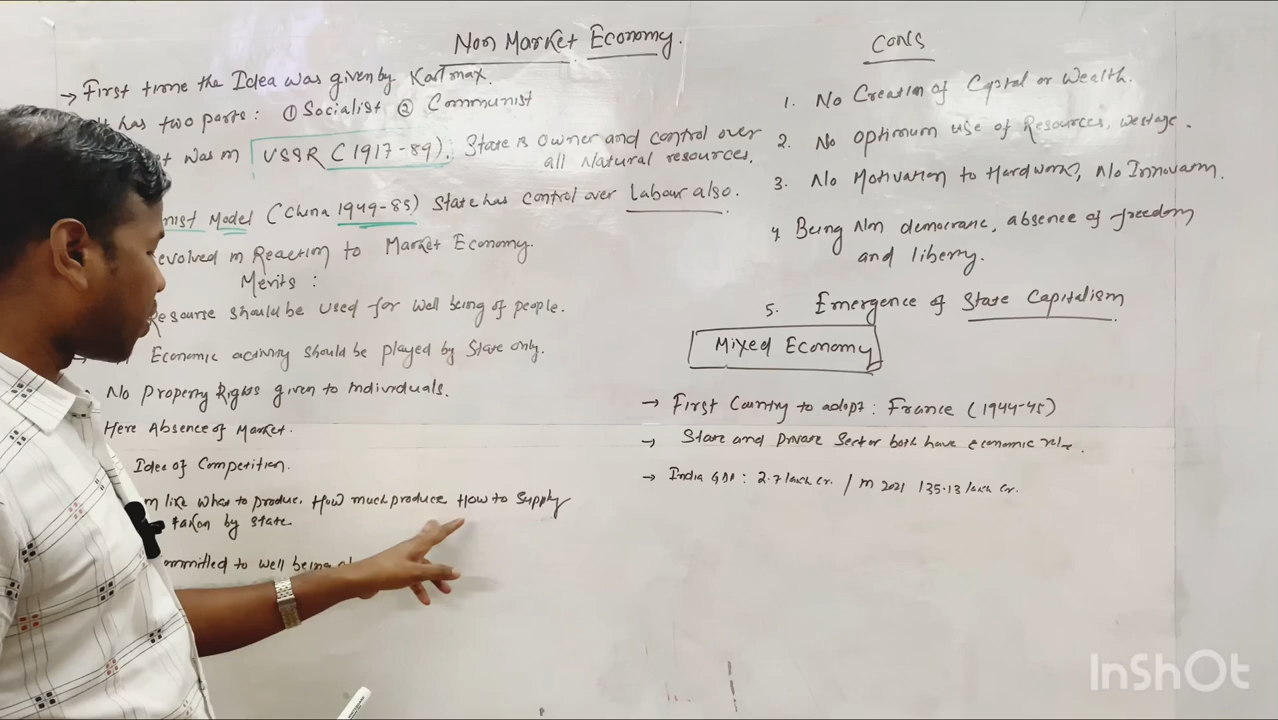 Non Market Economy.
→ First time the Idea was given by Karl max.
It has two parts: ① Socialist ② Communist
was in USSR (1917-89). State is owner and control over
all Natural resources.
nist Model (China 1949-85) State has control over Labour also.
evolved in Reaction to Market Economy.
Merits:
Resourse should be used for well being of people.
Economic activity should be played by State only.
No Property Rights given to Individuals.
Here Absence of Market.
Idea of Competition.
like what to produce. How much produce How to supply
taken by state
ommitted to well being
Cons
1. No Creation of Capital or Wealth.
2. No optimum use of Resources, westage.
3. No Motivation to Hardwork, No Innovation.
4. Being Non democratic, absence of freedom
and liberty.
5. Emergence of State Capitalism
Mixed Economy
→ First Country to adopt: France (1944-45)
→ State and Private Sector both have economic role.
→ India GDP: 2.7 lakh cr. / in 2021 135.13 lakh cr.
InShOt